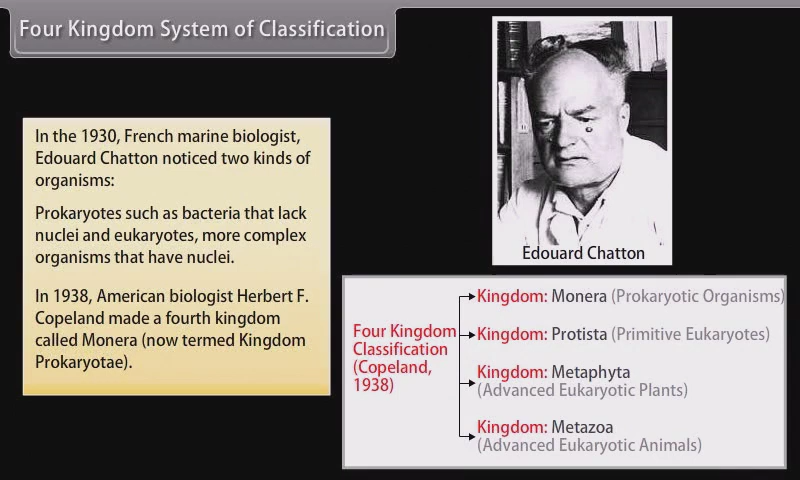 Four Kingdom System of Classification
In the 1930, French marine biologist,
Edouard Chatton noticed two kinds of
organisms:
Prokaryotes such as bacteria that lack
nuclei and eukaryotes, more complex
organisms that have nuclei.
In 1938, American biologist Herbert F.
Copeland made a fourth kingdom
called Monera (now termed Kingdom
Prokaryotae).
Edouard Chatton
Four Kingdom
Classification
(Copeland,
1938)
Kingdom: Monera (Prokaryotic Organisms)
Kingdom: Protista (Primitive Eukaryotes)
Kingdom: Metaphyta
(Advanced Eukaryotic Plants)
Kingdom: Metazoa
(Advanced Eukaryotic Animals)